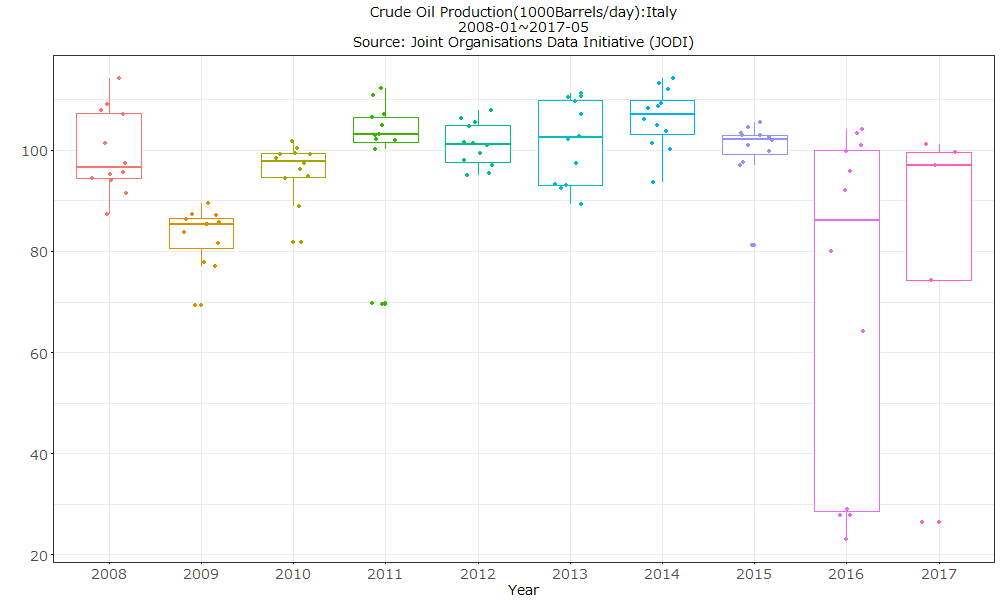 Crude Oil Production(1000Barrels/day):Italy
2008-01~2017-05
Source: Joint Organisations Data Initiative (JODI)
100
80
60
40
20
2008 2009 2010 2011 2012 2013 2014 2015 2016 2017
Year